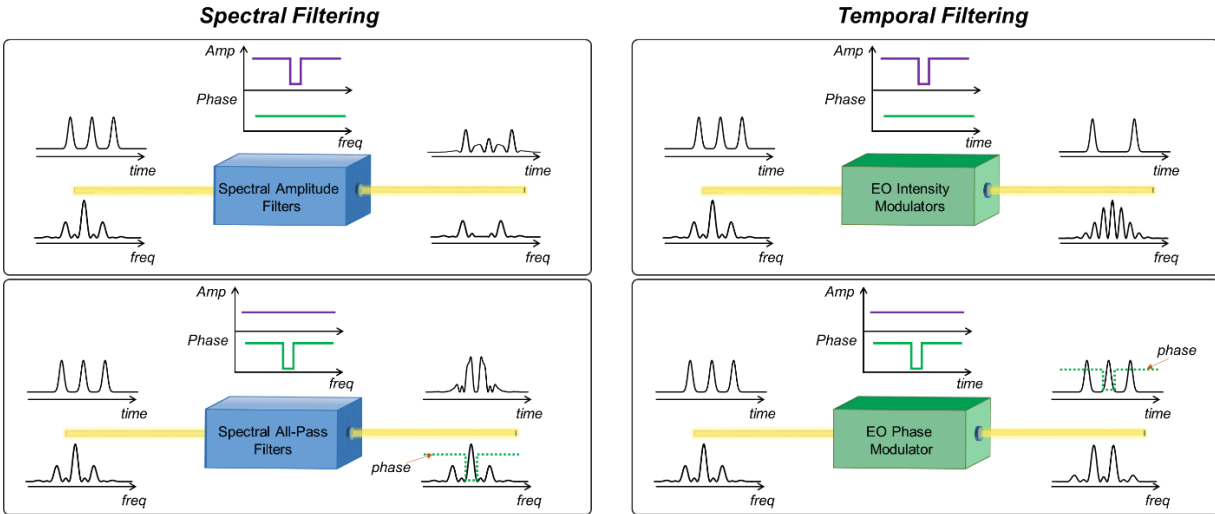 Spectral Filtering
Temporal Filtering
Amp
Phase
freq
time
time
Spectral Amplitude
Filters
freq
freq
Amp
Phase
time
time
time
EO Intensity
Modulators
freq
freq
Amp
Phase
freq
time
time
Spectral All-Pass
Filters
phase
freq
freq
Amp
Phase
time
phase
time
time
EO Phase
Modulator
freq
freq